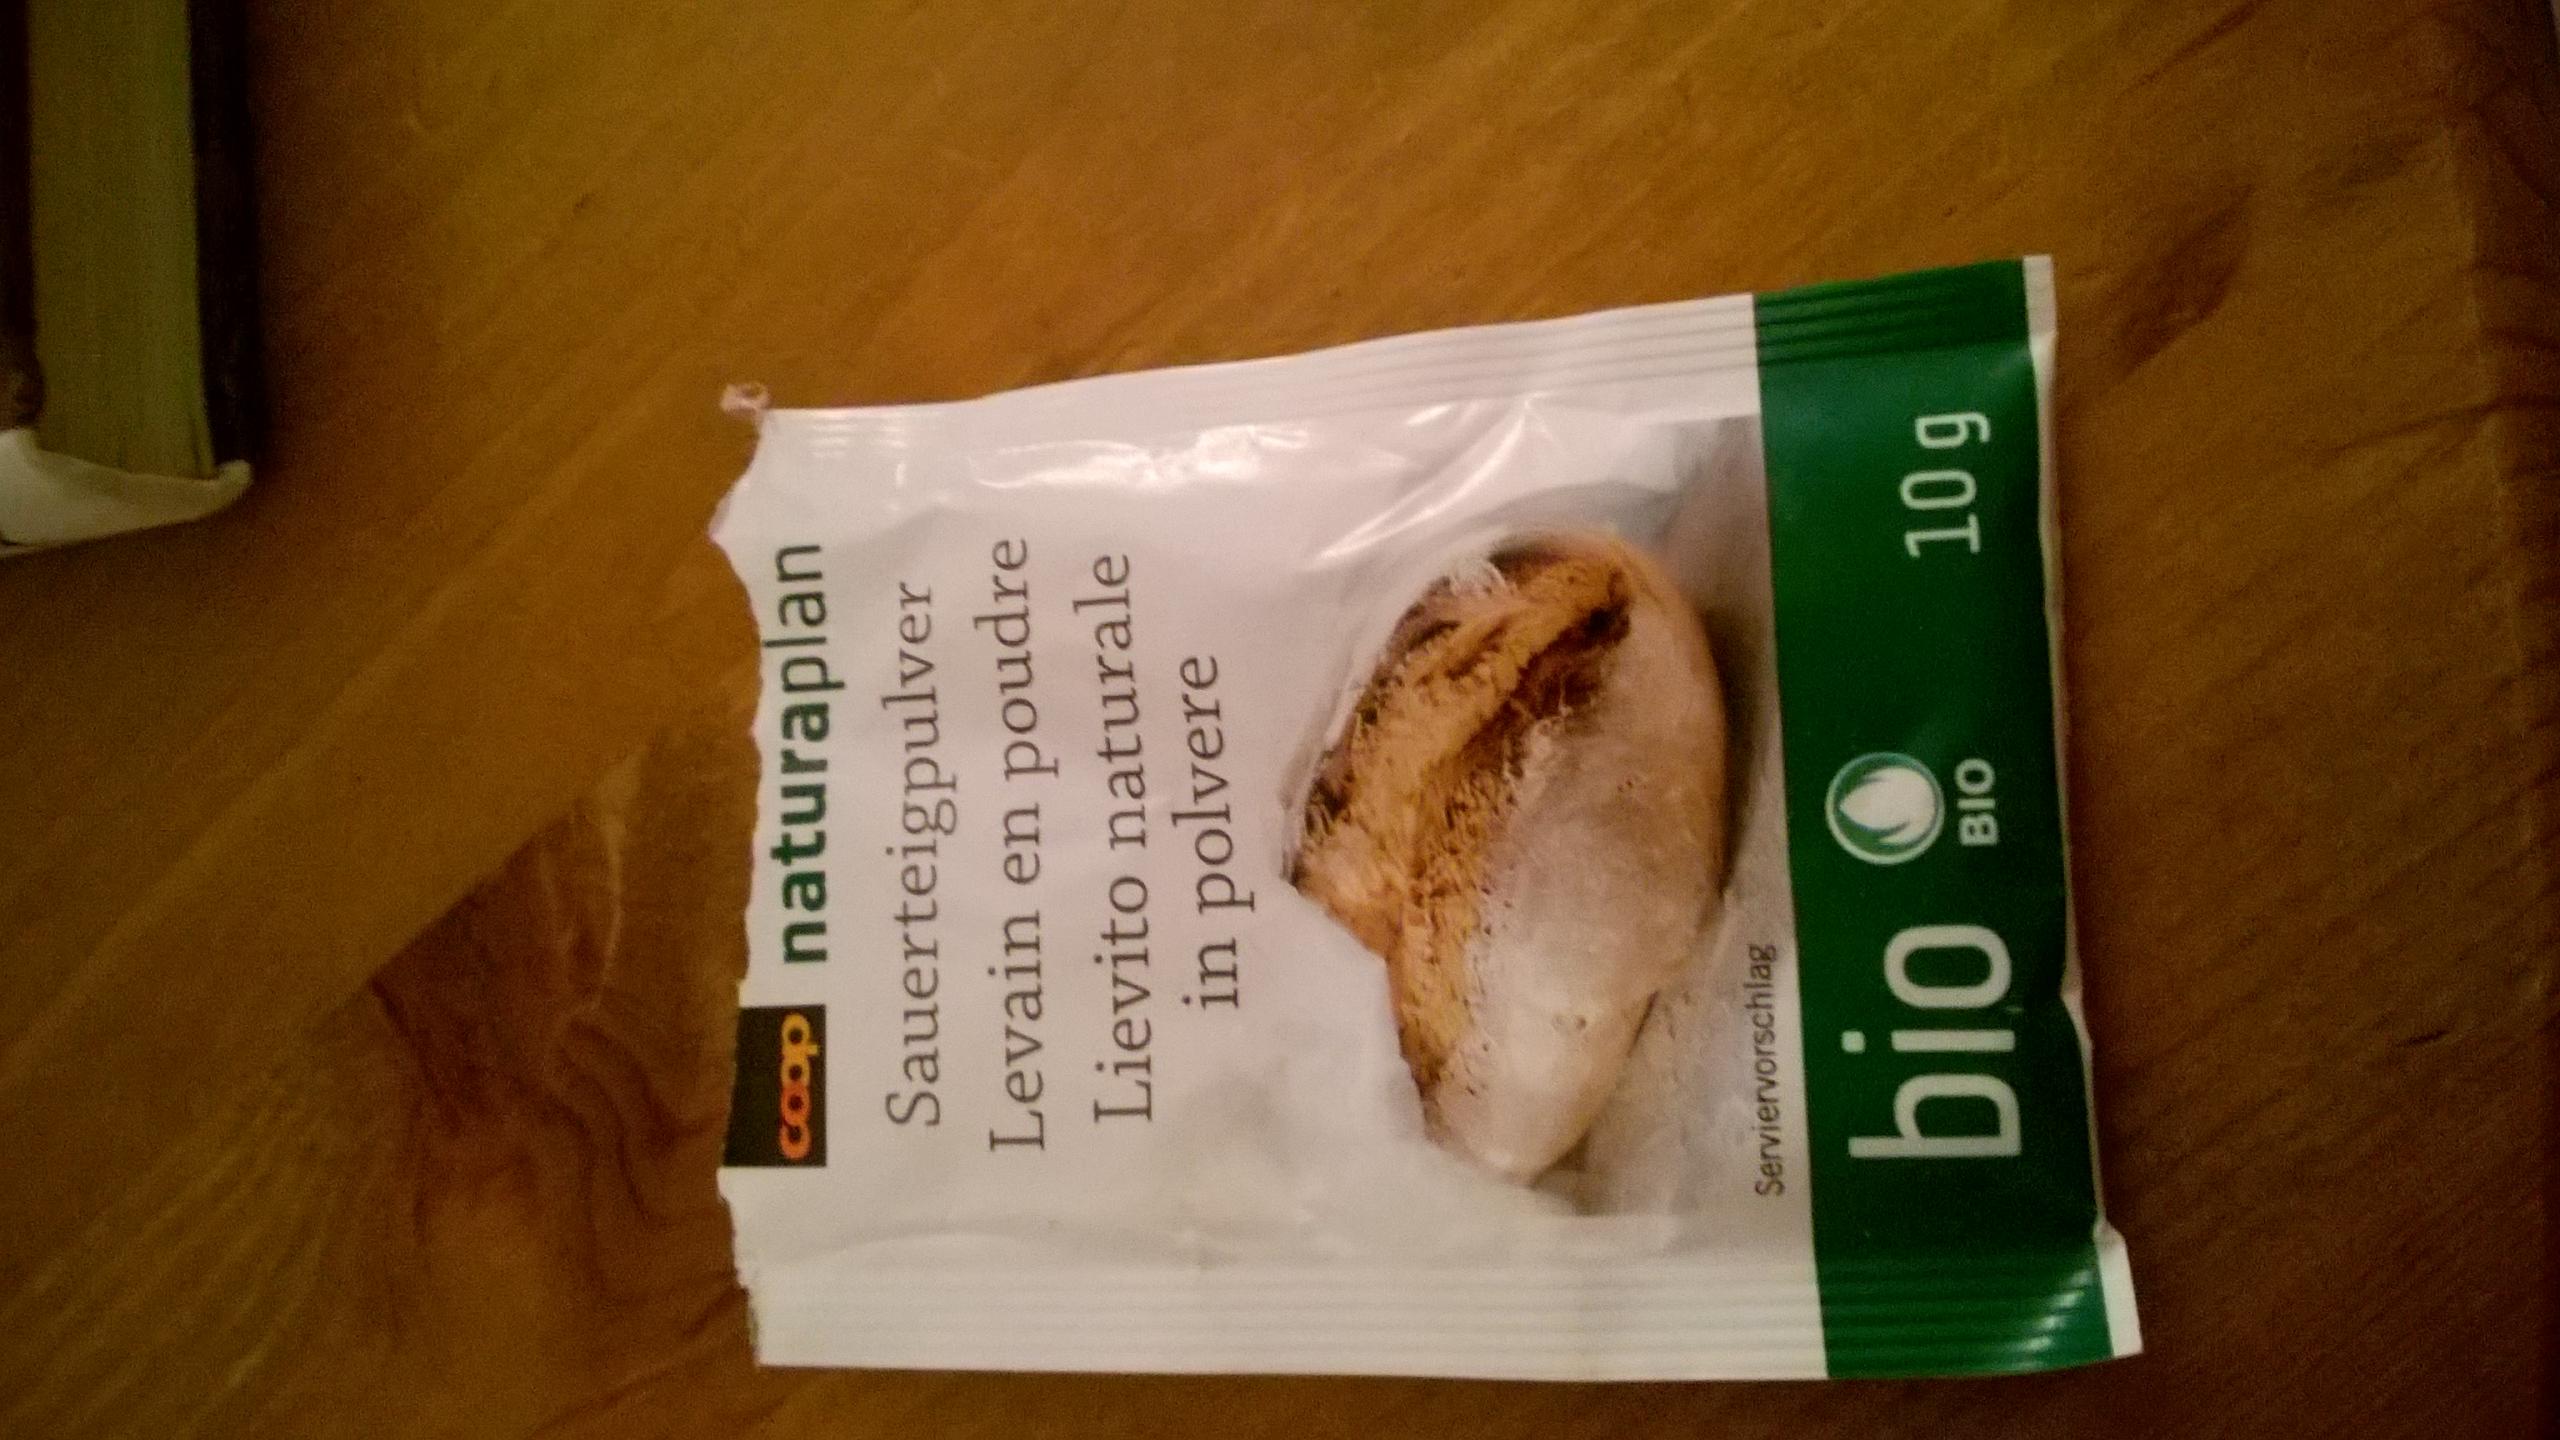 coop naturaplan
Sauerteigpulver
Levain en poudre
Lievito naturale
in polvere
Serviervorschlag
bio BIO 10 g